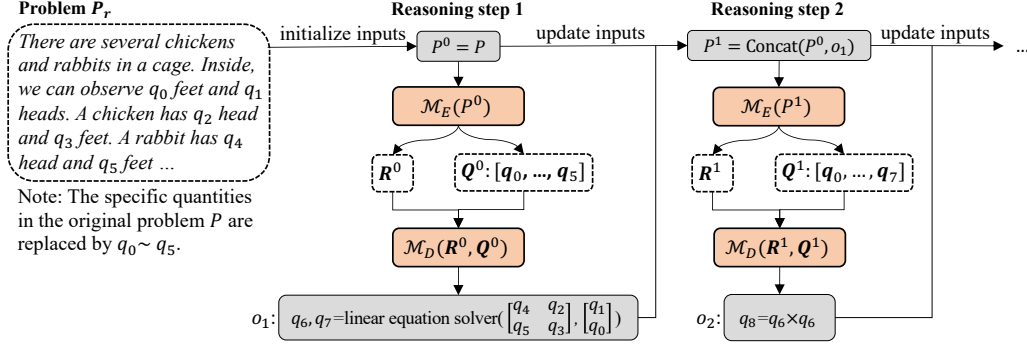 Problem P_r
There are several chickens
and rabbits in a cage. Inside,
we can observe q_0 feet and q_1
heads. A chicken has q_2 head
and q_3 feet. A rabbit has q_4
head and q_5 feet ...
Note: The specific quantities
in the original problem P are
replaced by q_0~ q_5.
initialize inputs
Reasoning step 1
P^0 = P
update inputs
ℳ_E(P^0)
R^0
Q^0: [q_0, ..., q_5]
ℳ_D(R^0, Q^0)
o_1: q_6, q_7=linear equation solver([q_4 q_2
q_5 q_3], [q_1
q_0])
Reasoning step 2
P^1 = Concat(P^0, o_1)
update inputs
...
ℳ_E(P^1)
R^1
Q^1: [q_0, ..., q_7]
ℳ_D(R^1, Q^1)
o_2: q_8=q_6×q_6